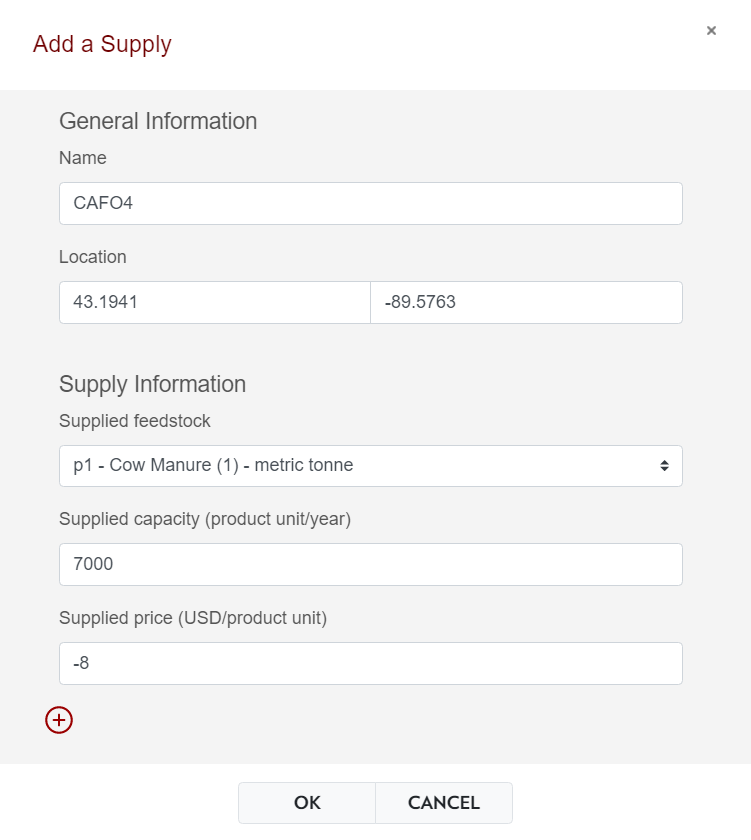 Add a Supply
×
General Information
Name
CAFO4
Location
43.1941 -89.5763
Supply Information
Supplied feedstock
p1 - Cow Manure (1) - metric tonne
Supplied capacity (product unit/year)
7000
Supplied price (USD/product unit)
-8
OK CANCEL